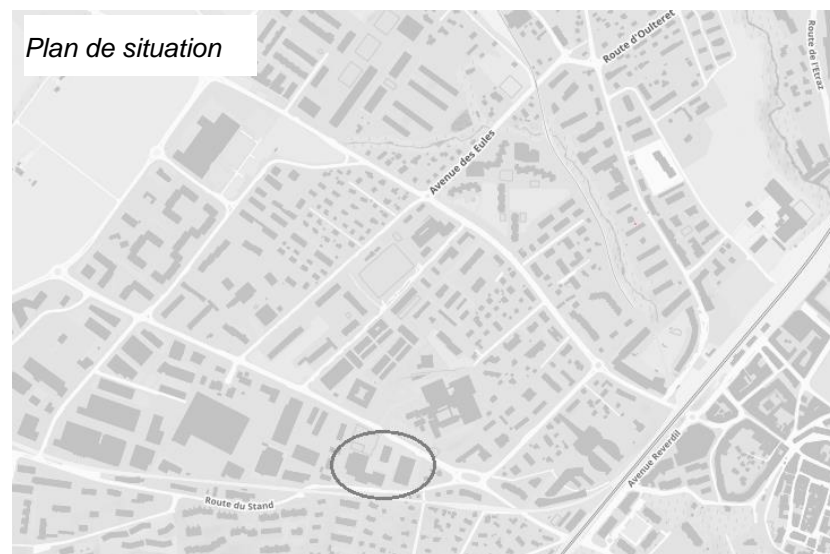 Plan de situation
Route d'Oulteret
Route de l'Etraz
Avenue des Eules
Avenue Reverdil
Route du Stand